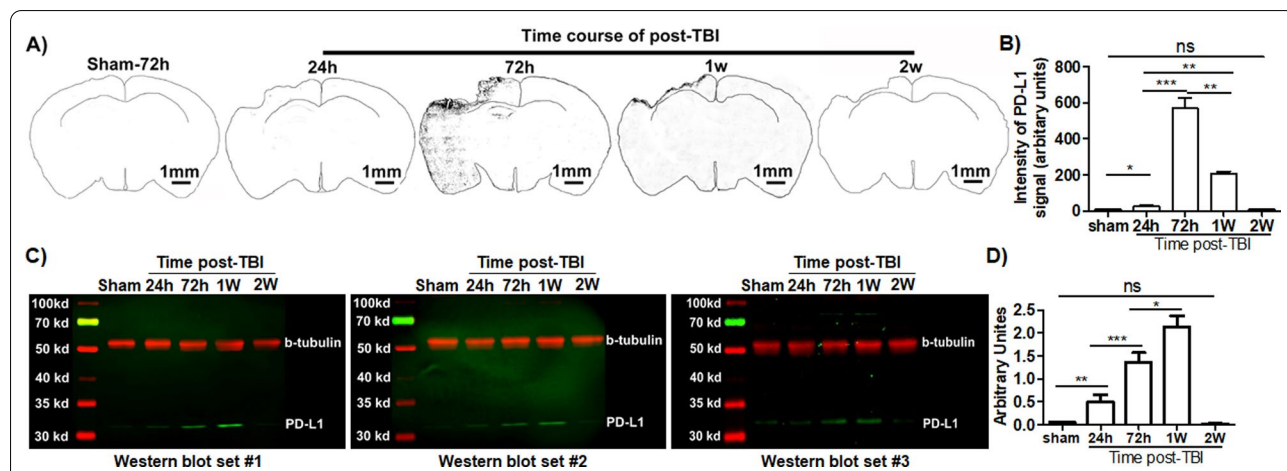 A)
Time course of post-TBI
Sham-72h 24h 72h 1w 2w
1mm 1mm 1mm 1mm 1mm
B)
ns
**
*** **
*
Intensity of PD-L1
signal (arbitary units)
800
600
400
200
0
sham 24h 72h 1W 2W
Time post-TBI
C)
Time post-TBI
Sham 24h 72h 1W 2W
100kd
70 kd
b-tubulin
50 kd
40 kd
35 kd
PD-L1
30 kd
Western blot set #1
Time post-TBI
Sham 24h 72h 1W 2W
100kd
70 kd
b-tubulin
50 kd
40 kd
35 kd
PD-L1
30 kd
Western blot set #2
Time post-TBI
Sham 24h 72h 1W 2W
100kd
70 kd
b-tubulin
50 kd
40 kd
35 kd
PD-L1
30 kd
Western blot set #3
D)
ns
*
***
**
Arbitrary Unites
2.5
2.0
1.5
1.0
0.5
0.0
sham 24h 72h 1W 2W
Time post-TBI